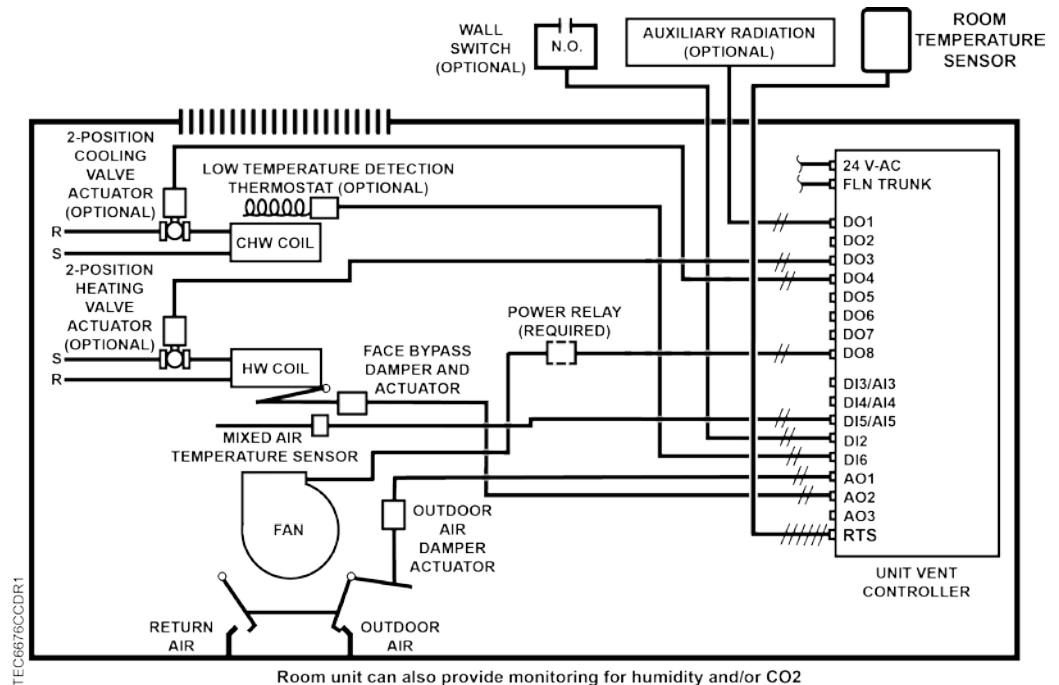 WALL
SWITCH
(OPTIONAL)
N.O.
AUXILIARY RADIATION
(OPTIONAL)
ROOM
TEMPERATURE
SENSOR
2-POSITION
COOLING
VALVE
ACTUATOR
(OPTIONAL)
LOW TEMPERATURE DETECTION
THERMOSTAT (OPTIONAL)
R
S
CHW COIL
2-POSITION
HEATING
VALVE
ACTUATOR
(OPTIONAL)
S
R
HW COIL
FACE BYPASS
DAMPER AND
ACTUATOR
POWER RELAY
(REQUIRED)
MIXED AIR
TEMPERATURE SENSOR
FAN
OUTDOOR
AIR
DAMPER
ACTUATOR
RETURN
AIR
OUTDOOR
AIR
24 V-AC
FLN TRUNK
DO1
DO2
DO3
DO4
DO5
DO6
DO7
DO8
DI3/AI3
DI4/AI4
DI5/AI5
DI2
DI6
AO1
AO2
AO3
RTS
UNIT VENT
CONTROLLER
TEC6676CCDR1
Room unit can also provide monitoring for humidity and/or CO2